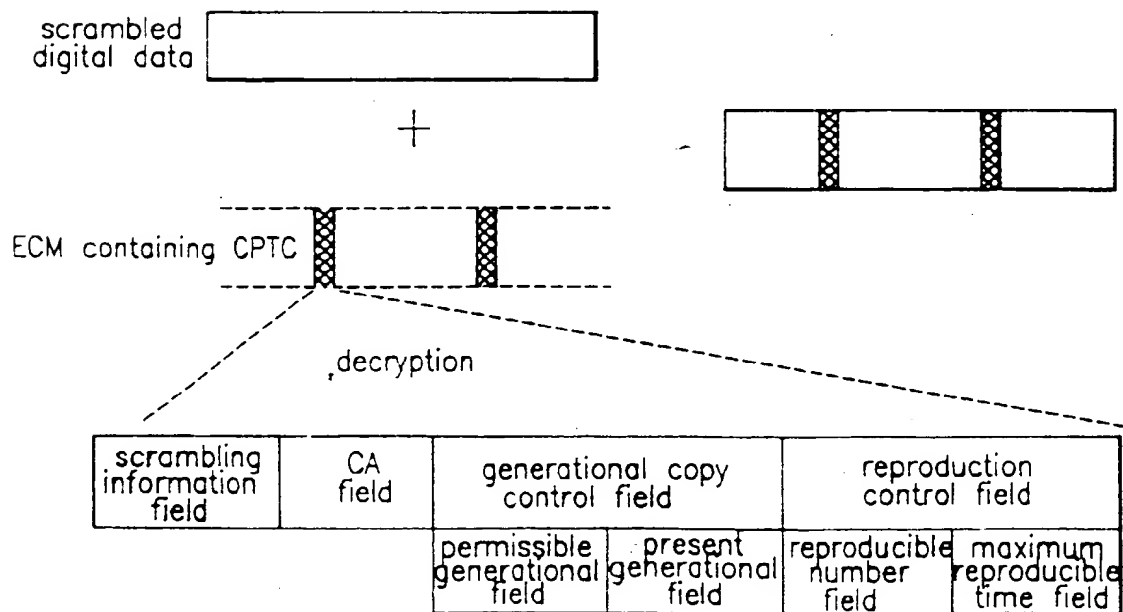 scrambled
digital data
+
ECM containing CPTC
decryption
scrambling
information
field
CA
field
generational copy
control field
reproduction
control field
permissible
generational
field
present
generational
field
reproducible
number
field
maximum
reproducible
time field